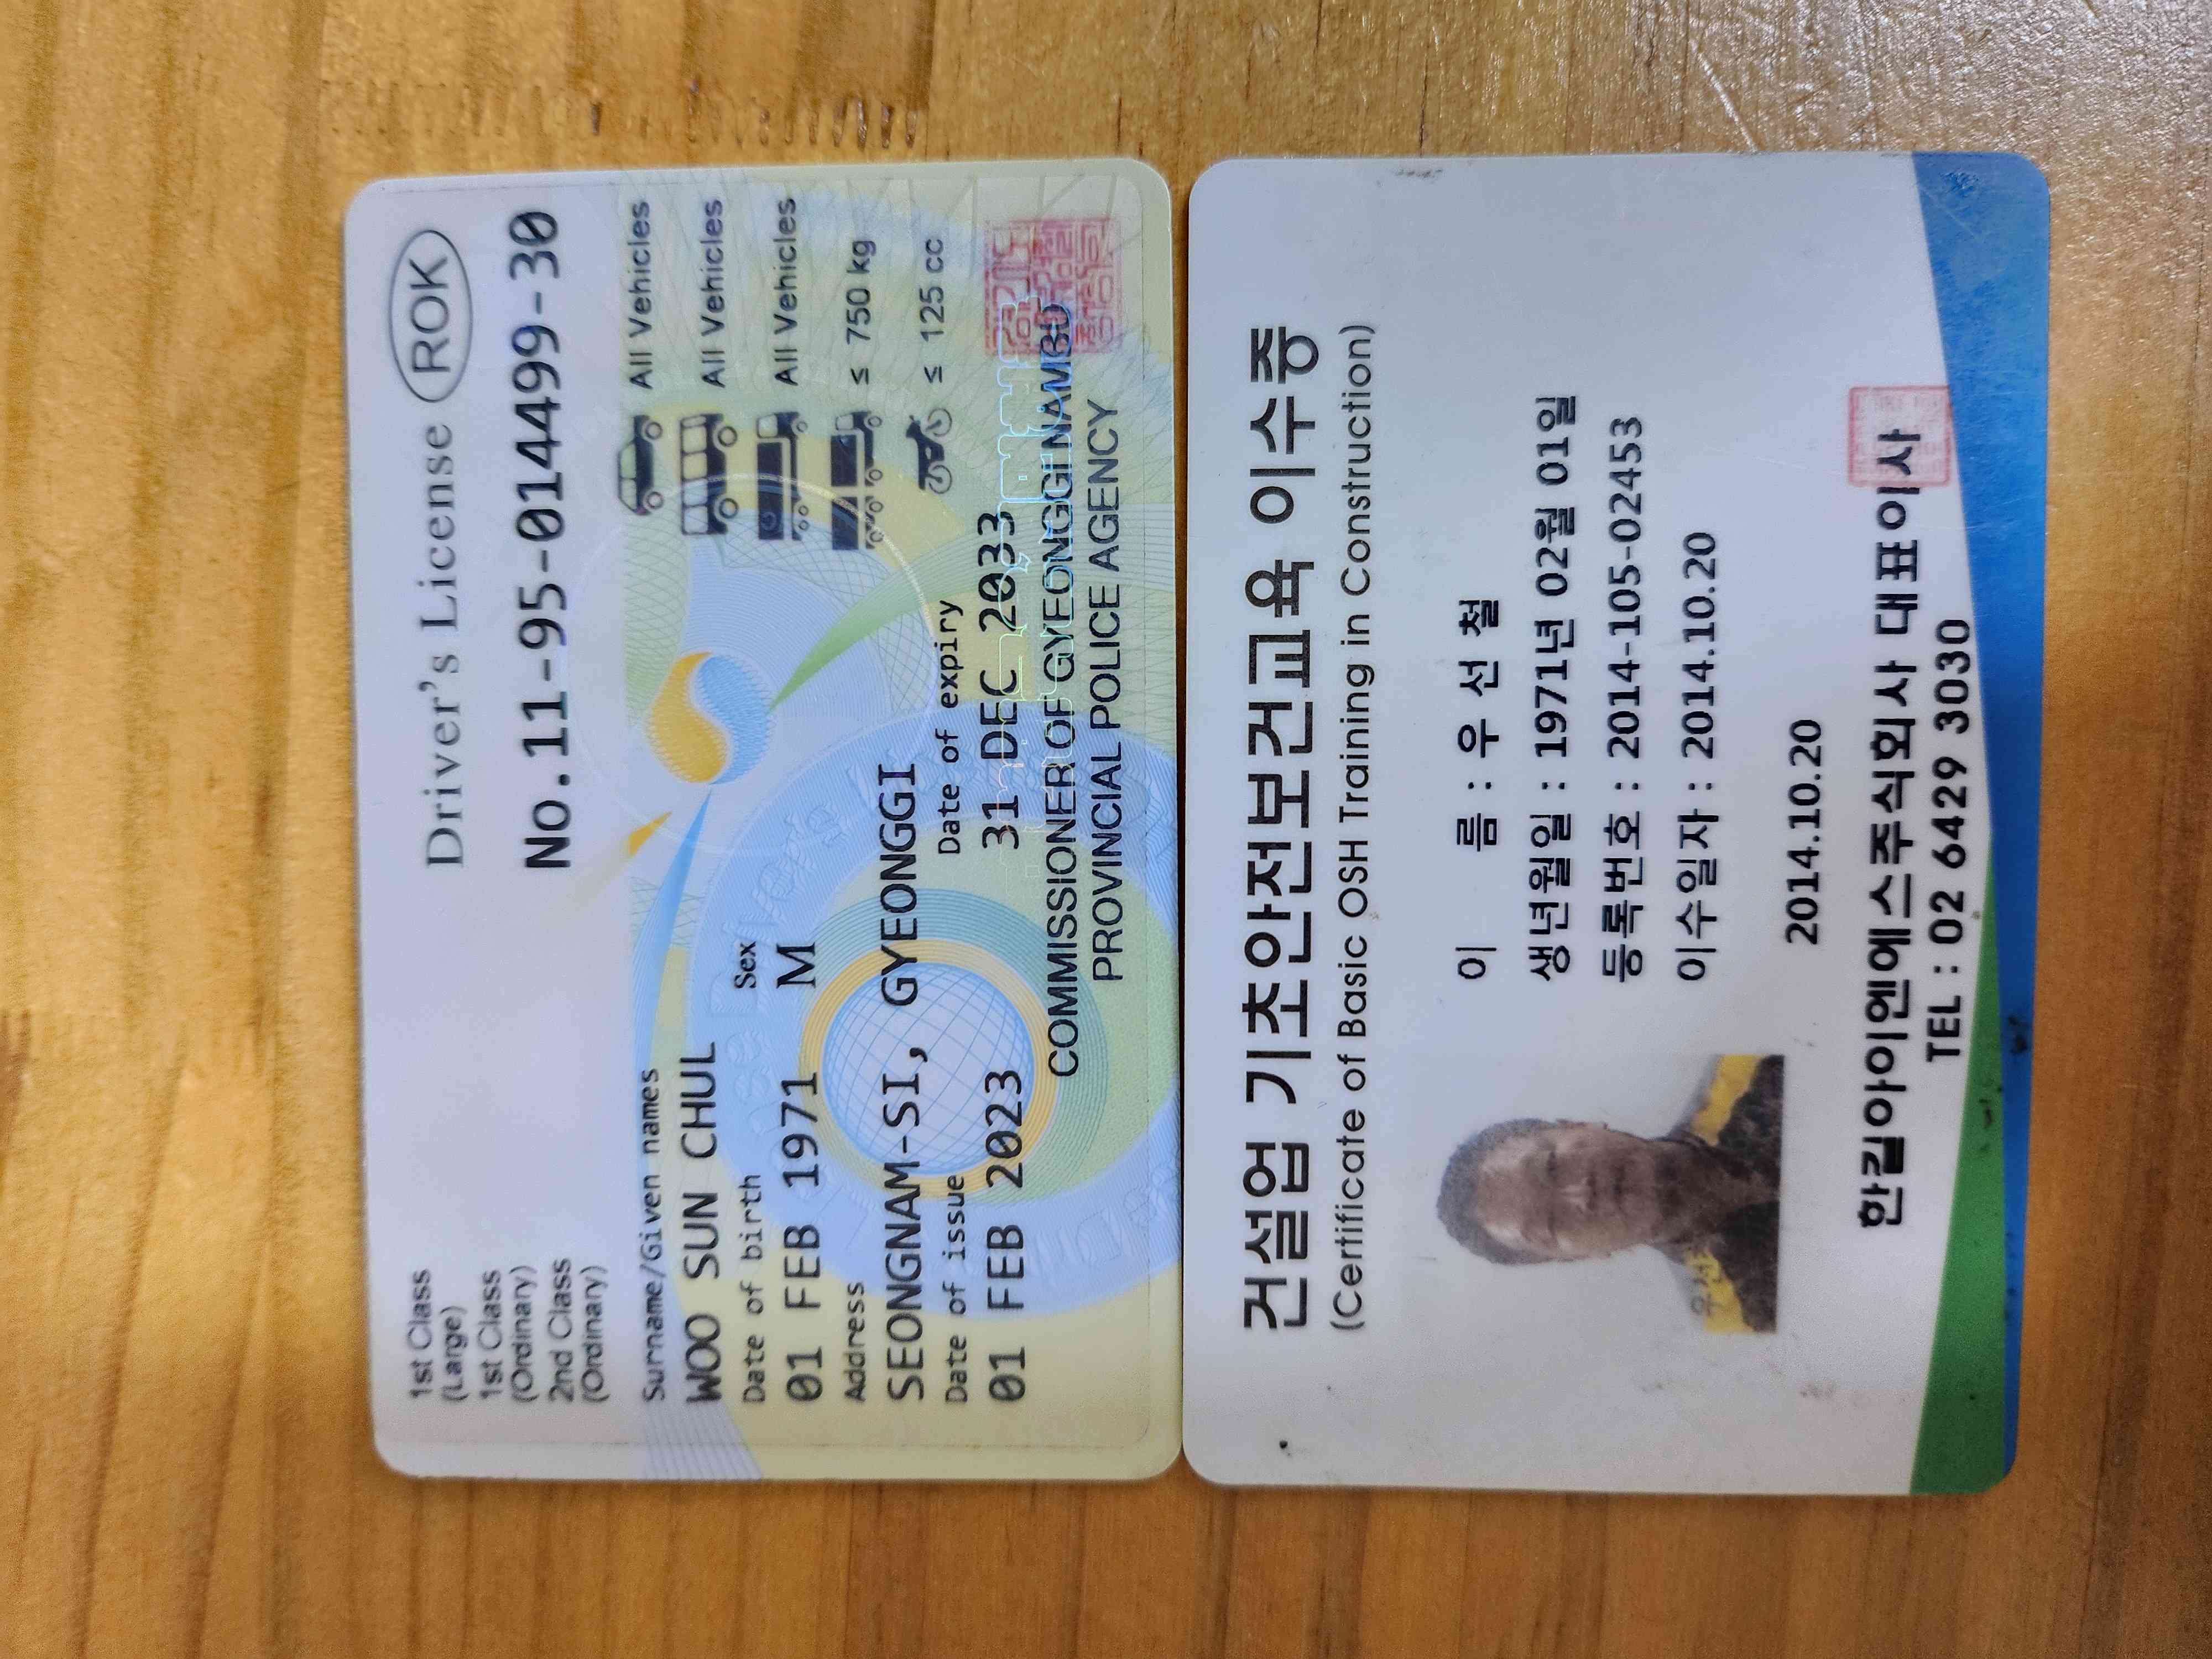 Driver's License ROK
No.11-95-014499-30
1st Class
(Large)
1st Class
(Ordinary)
2nd Class
(Ordinary)
All Vehicles
All Vehicles
All Vehicles
≤ 750 kg
≤ 125 cc
Surname/Given names
WOO SUN CHUL
Date of birth Sex
01 FEB 1971 M
Address
SEONGNAM-SI, GYEONGGI
Date of issue Date of expiry
01 FEB 2023 31 DEC 2033
COMMISSIONER OF GYEONGGI NAMBU
PROVINCIAL POLICE AGENCY
건설업 기초안전보건교육 이수증
(Certificate of Basic OSH Training in Construction)
이 름 : 우 선 철
생년월일 : 1971년 02월 01일
등록번호 : 2014-105-02453
이수일자 : 2014.10.20
2014.10.20
한길아이엔에스주식회사 대표이사
TEL : 02 6429 3030